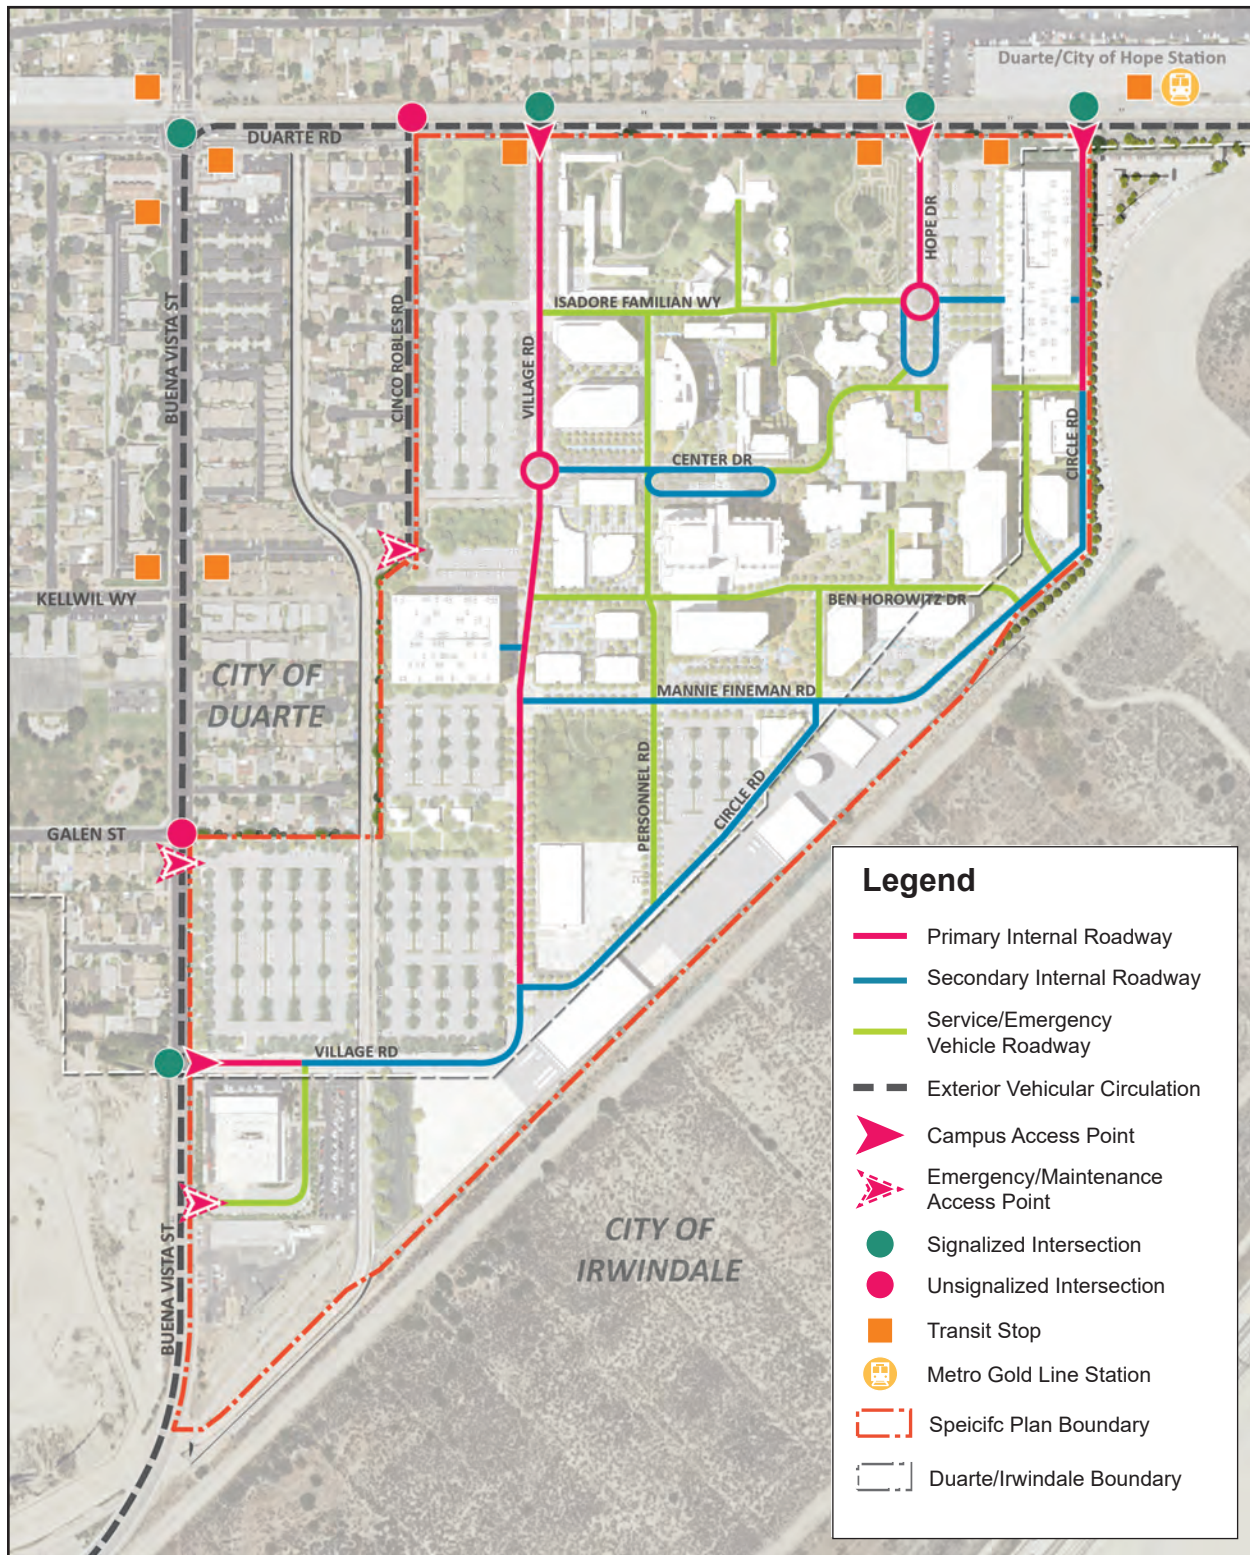 Duarte/City of Hope Station
DUARTE RD
HOPE DR
BUENA VISTA ST
CINCO ROBLES RD
ISADORE FAMILIAN WY
VILLAGE RD
CENTER DR
CIRCLE RD
KELLWIL WY
BEN HOROWITZ DR
CITY OF
DUARTE
MANNIE FINEMAN RD
PERSONNEL RD
CIRCLE RD
GALEN ST
VILLAGE RD
BUENA VISTA ST
CITY OF
IRWINDALE
Legend
Primary Internal Roadway
Secondary Internal Roadway
Service/Emergency
Vehicle Roadway
Exterior Vehicular Circulation
Campus Access Point
Emergency/Maintenance
Access Point
Signalized Intersection
Unsignalized Intersection
Transit Stop
Metro Gold Line Station
Speicifc Plan Boundary
Duarte/Irwindale Boundary